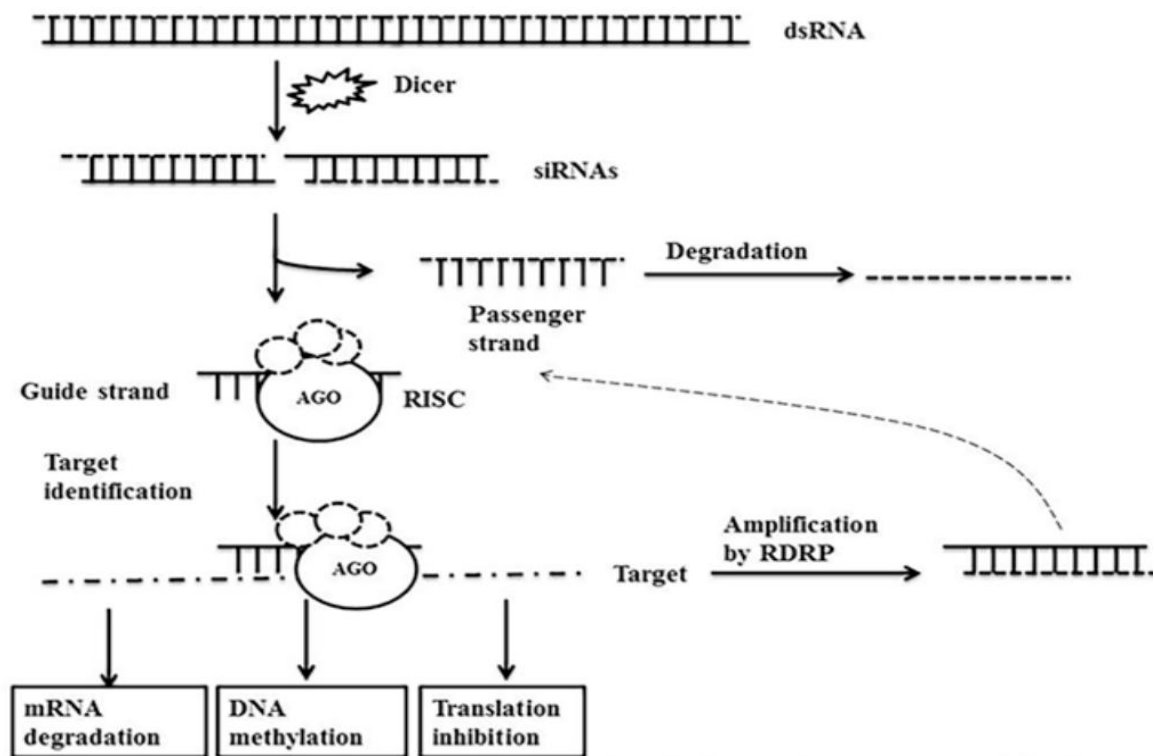 dsRNA
Dicer
siRNAs
Degradation
Passenger
strand
Guide strand
AGO
RISC
Target
identification
Amplification
by RDRP
AGO
Target
mRNA
degradation
DNA
methylation
Translation
inhibition